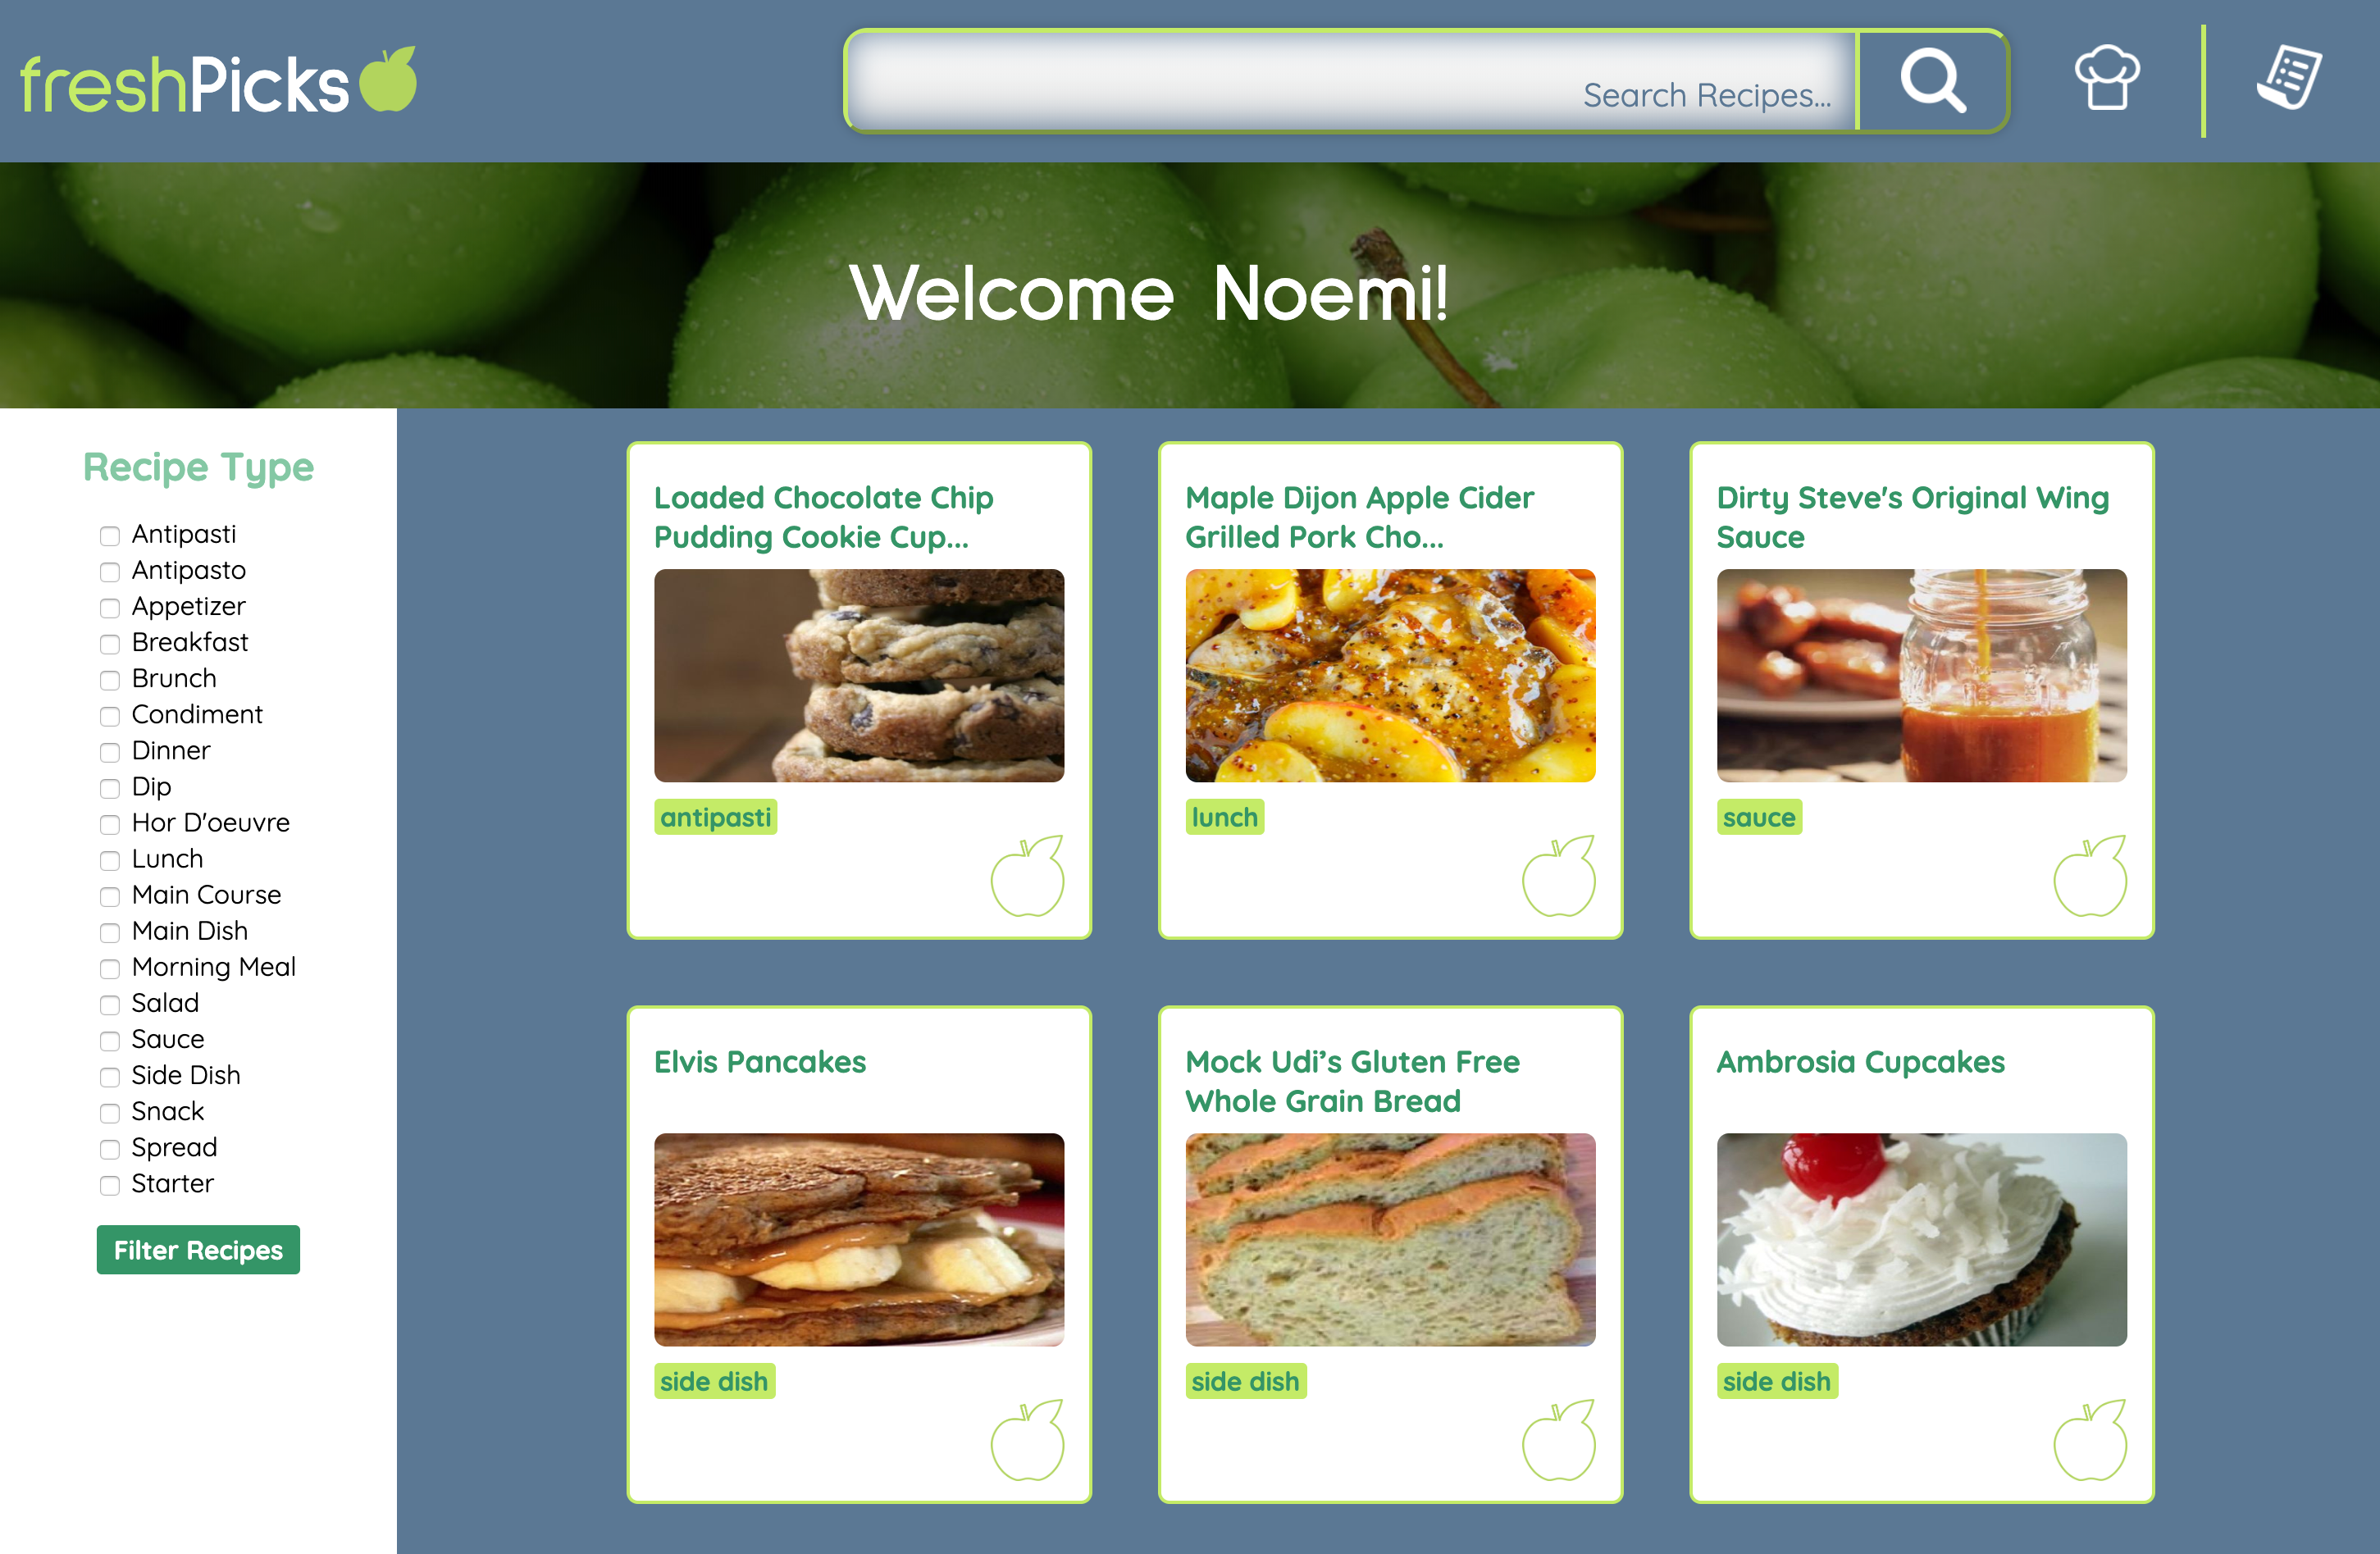 freshPicks
Search Recipes...
Welcome Noemi!
Recipe Type
Antipasti
Antipasto
Appetizer
Breakfast
Brunch
Condiment
Dinner
Dip
Hor D'oeuvre
Lunch
Main Course
Main Dish
Morning Meal
Salad
Sauce
Side Dish
Snack
Spread
Starter
Filter Recipes
Loaded Chocolate Chip
Pudding Cookie Cup...
antipasti
Maple Dijon Apple Cider
Grilled Pork Cho...
lunch
Dirty Steve's Original Wing
Sauce
sauce
Elvis Pancakes
side dish
Mock Udi’s Gluten Free
Whole Grain Bread
side dish
Ambrosia Cupcakes
side dish